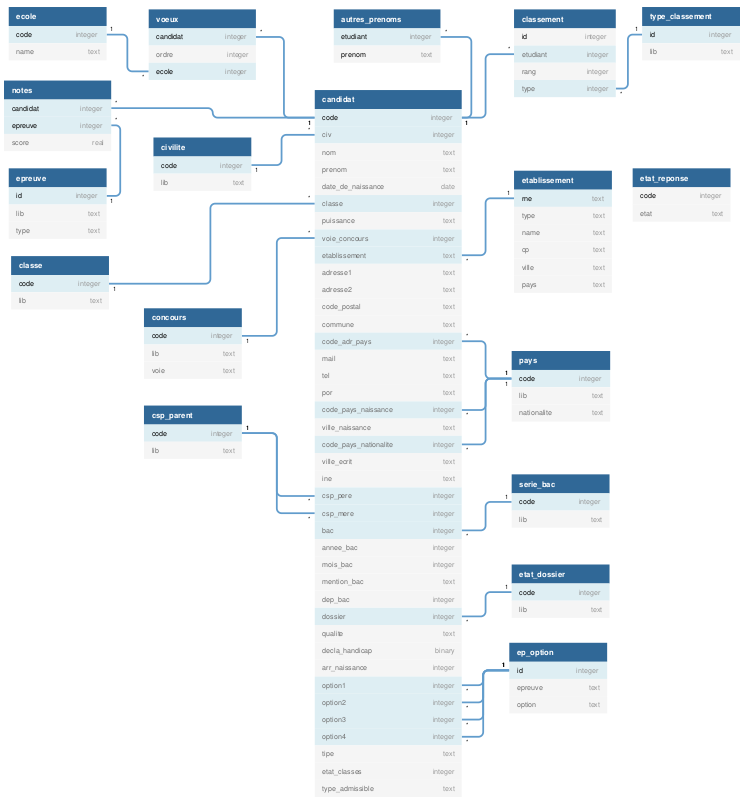 ecole
code integer
name text
voeux
candidat integer
ordre integer
ecole integer
autres_prenoms
etudiant integer
prenom text
classement
id integer
etudiant integer
rang integer
type integer
type_classement
id integer
lib text
notes
candidat integer
epreuve integer
score real
civilite
code integer
lib text
epreuve
id integer
lib text
type text
classe
code integer
lib text
concours
code integer
lib text
voie text
csp_parent
code integer
lib text
candidat
code integer
civ integer
nom text
prenom text
date_de_naissance date
classe integer
puissance text
voie_concours integer
etablissement text
adresse1 text
adresse2 text
code_postal text
commune text
code_adr_pays integer
mail text
tel text
por text
code_pays_naissance integer
ville_naissance text
code_pays_nationalite integer
ville_ecrit text
ine text
csp_pere integer
csp_mere integer
bac integer
annee_bac integer
mois_bac integer
mention_bac text
dep_bac integer
dossier integer
qualite text
decla_handicap binary
arr_naissance integer
option1 integer
option2 integer
option3 integer
option4 integer
tipe text
etat_classes integer
type_admissible text
etablissement
rne text
type text
name text
cp text
ville text
pays text
etat_reponse
code integer
etat text
pays
code integer
lib text
nationalite text
serie_bac
code integer
lib text
etat_dossier
code integer
lib text
ep_option
id integer
epreuve text
option text